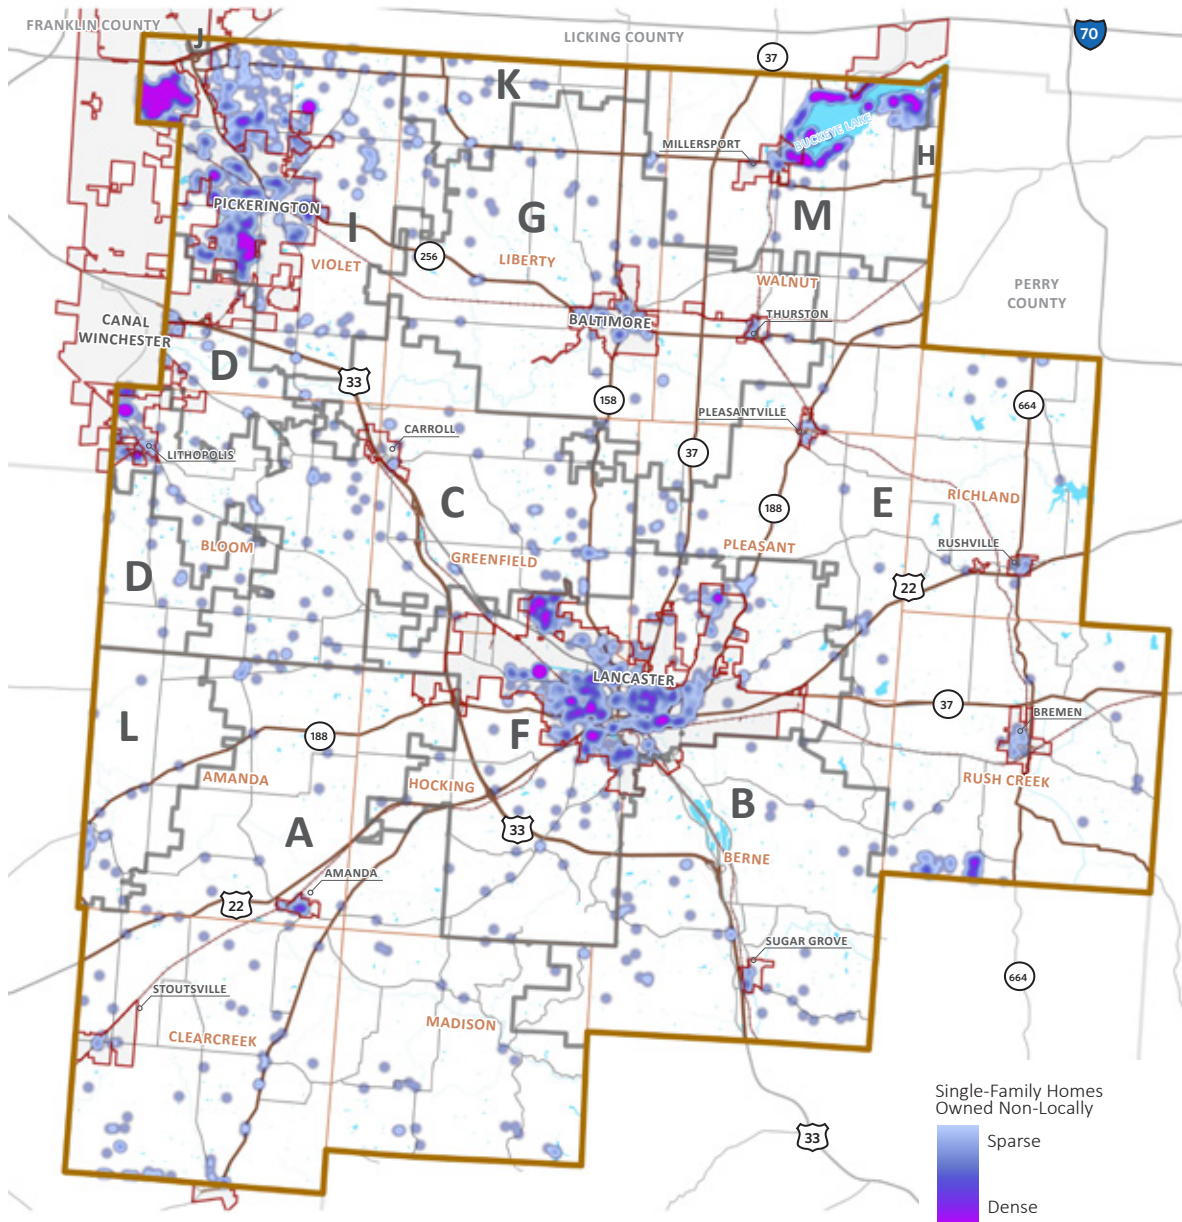 FRANKLIN COUNTY
J
LICKING COUNTY
37
70
K
BUCKEYE LAKE
MILLERSPORT
H
PICKERINGTON
I
G
M
256
VIOLET
LIBERTY
WALNUT
PERRY
COUNTY
CANAL
WINCHESTER
BALTIMORE
THURSTON
D
33
158
664
PLEASANTVILLE
CARROLL
LITHOPOLIS
37
C
188
E
RICHLAND
BLOOM
GREENFIELD
PLEASANT
RUSHVILLE
D
22
LANCASTER
L
188
F
37
BREMEN
AMANDA
HOCKING
RUSH CREEK
B
A
33
BERNE
AMANDA
22
SUGAR GROVE
664
STOUTSVILLE
CLEARCREEK
MADISON
33
Single-Family Homes
Owned Non-Locally
Sparse
Dense